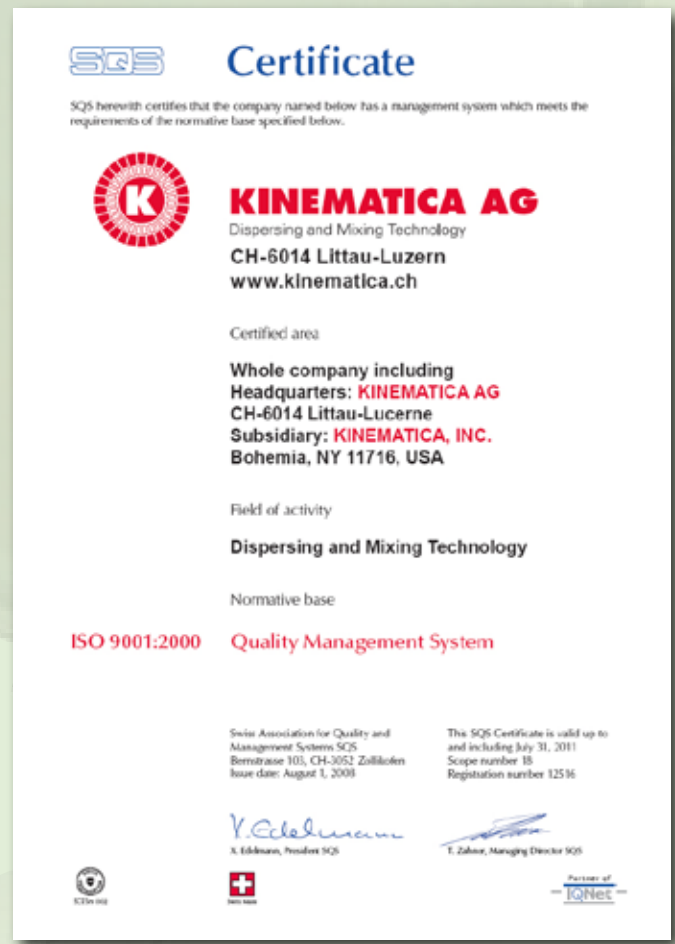 SQS Certificate
SQS herewith certifies that the company named below has a management system which meets the
requirements of the normative base specified below.
K
KINEMATICA AG
Dispersing and Mixing Technology
CH-6014 Littau-Luzern
www.kinematica.ch
Certified area
Whole company including
Headquarters: KINEMATICA AG
CH-6014 Littau-Lucerne
Subsidiary: KINEMATICA, INC.
Bohemia, NY 11716, USA
Field of activity
Dispersing and Mixing Technology
Normative base
ISO 9001:2000 Quality Management System
Swiss Association for Quality and
Management Systems SQS
Bernstrasse 103, CH-3052 Zollikofen
Issue date: August 1, 2008
This SQS Certificate is valid up to
and including July 31, 2011
Scope number 18
Registration number 12516
X. Edelmann
X. Edelmann, President SQS
T. Zahner, Managing Director SQS
Swiss Made
Partner of
IQNet